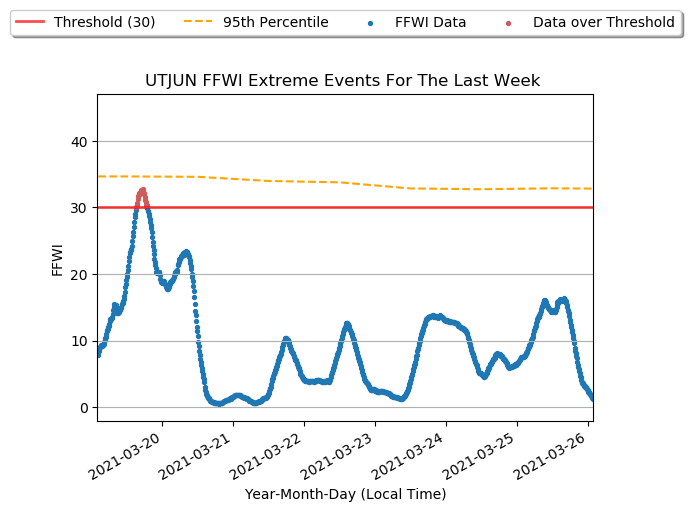 Threshold (30) 95th Percentile FFWI Data Data over Threshold
UTJUN FFWI Extreme Events For The Last Week
40
30
20
10
0
FFWI
2021-03-20 2021-03-21 2021-03-22 2021-03-23 2021-03-24 2021-03-25 2021-03-26
Year-Month-Day (Local Time)